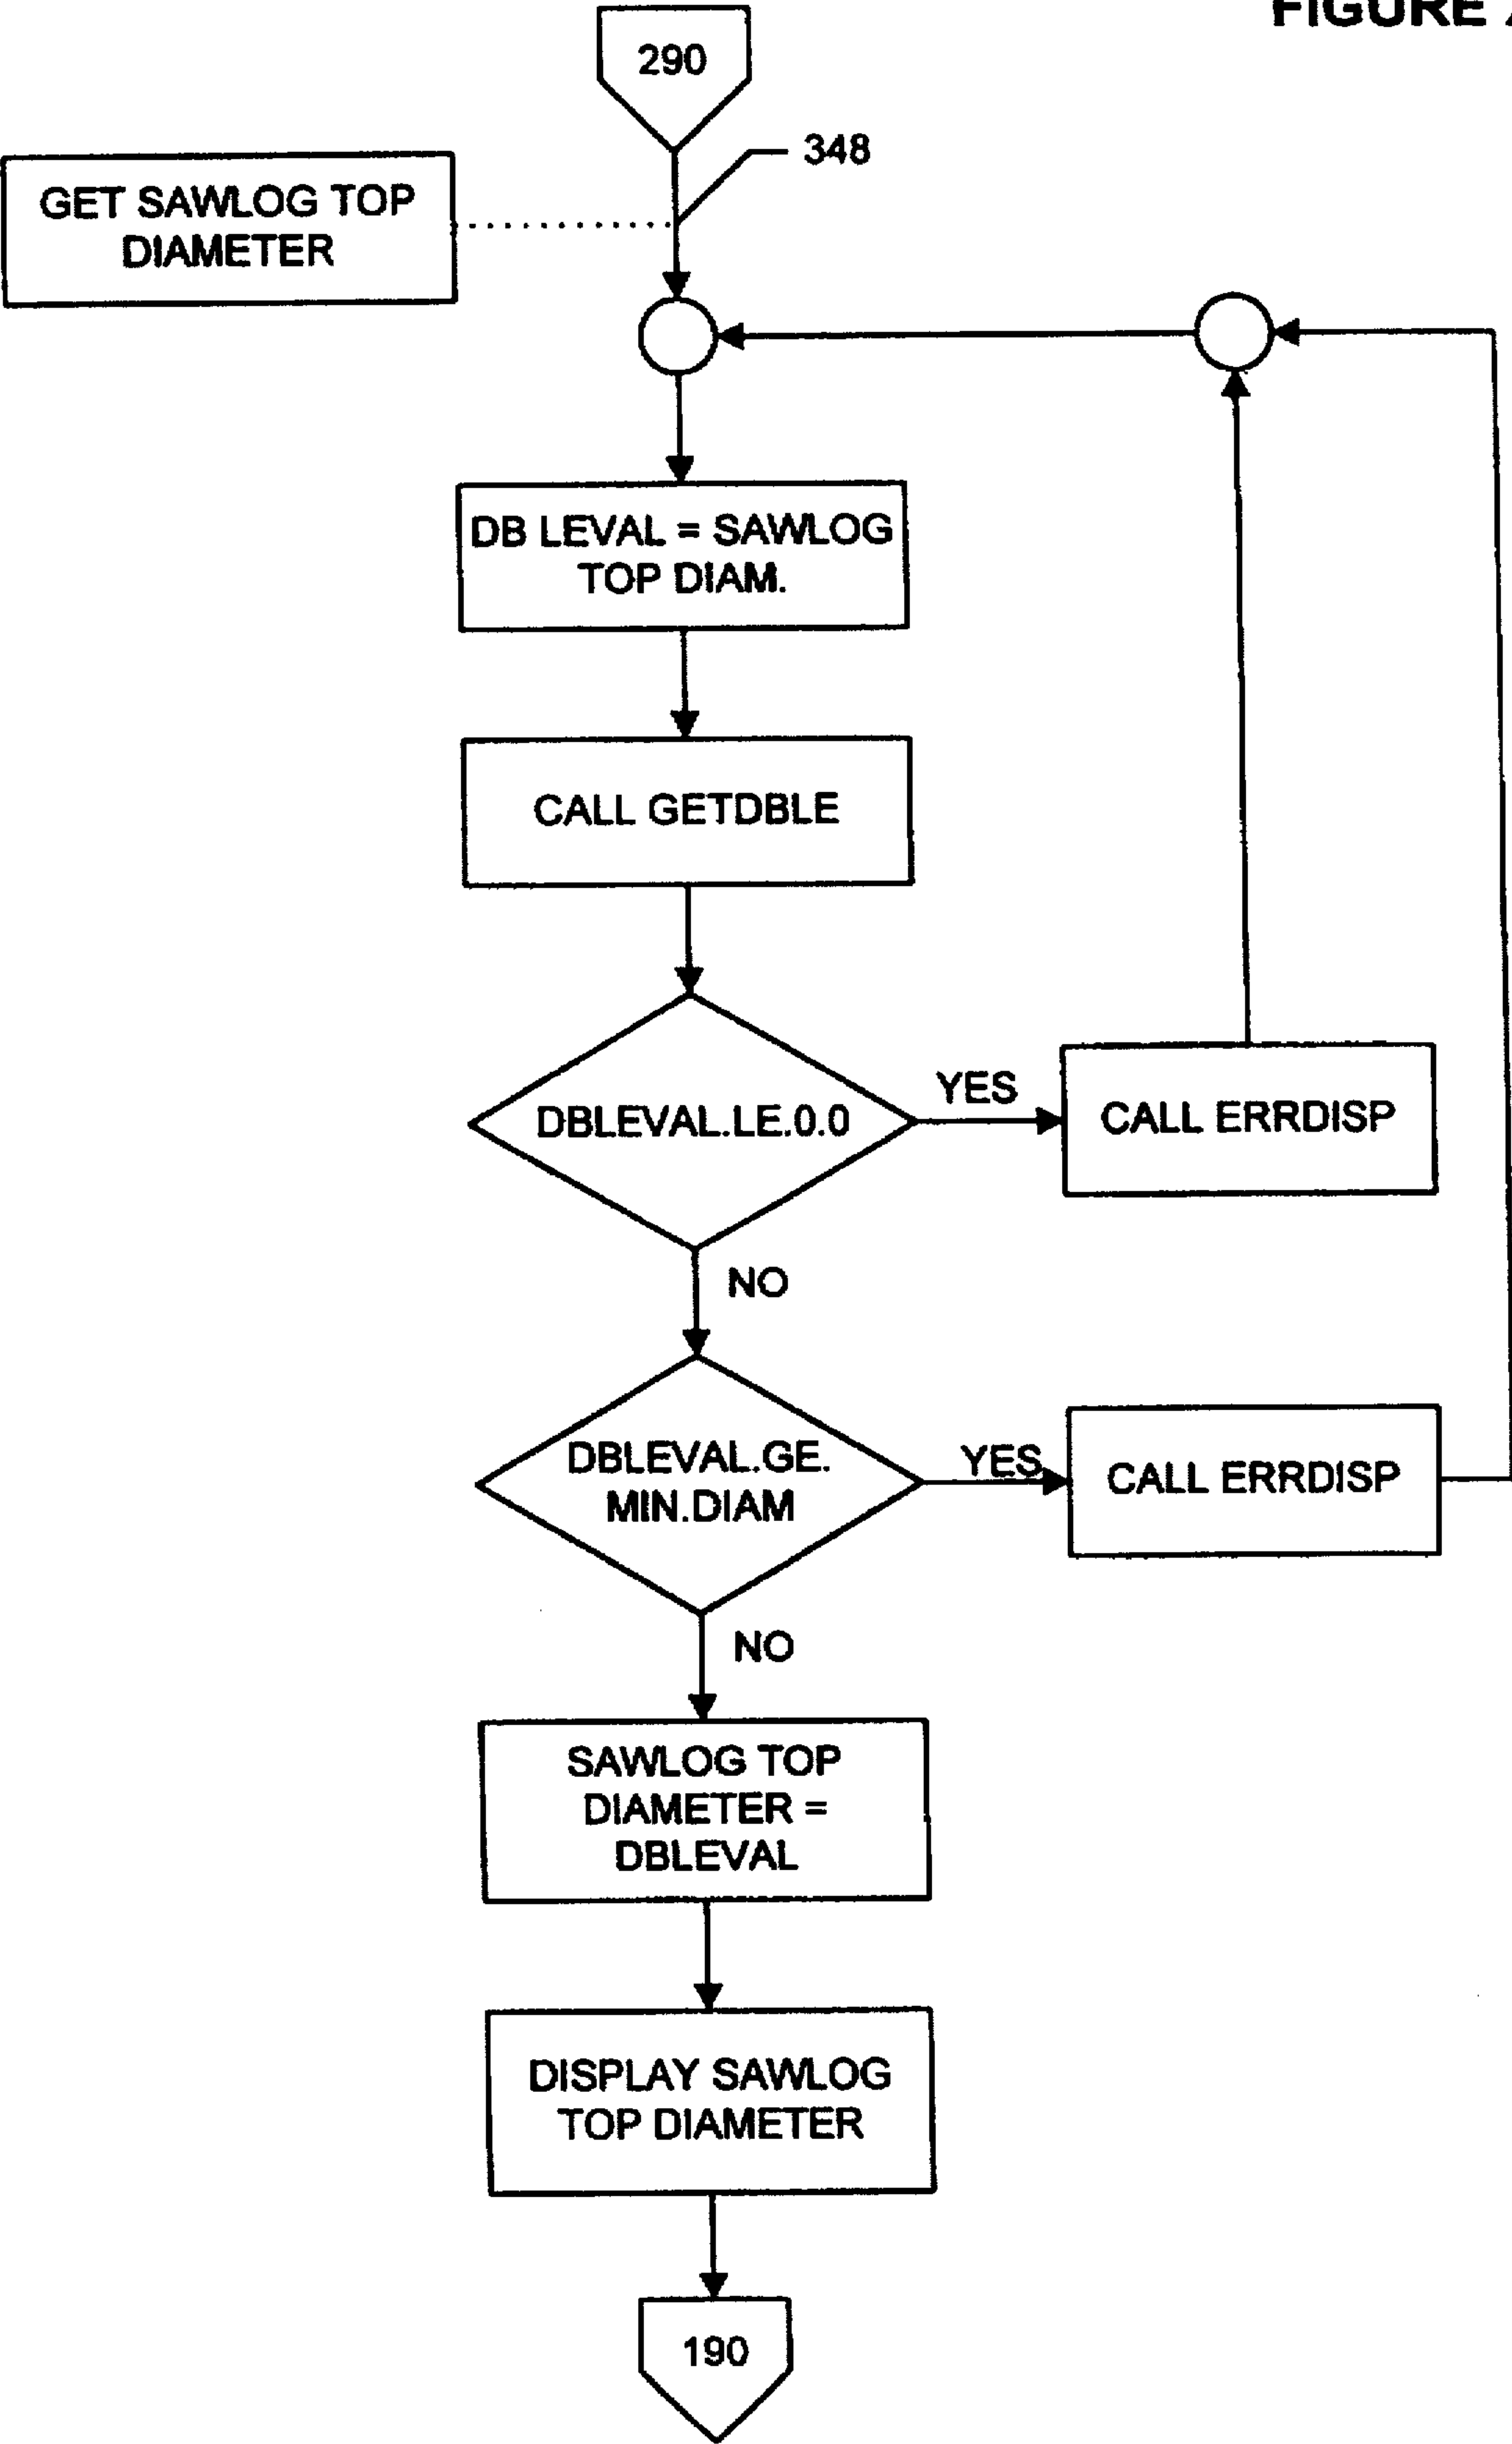 FIGURE
290
348
GET SAWLOG TOP
DIAMETER
DB LEVAL = SAWLOG
TOP DIAM.
CALL GETDBLE
DBLEVAL.LE.0.0
YES
CALL ERRDISP
NO
DBLEVAL.GE.
MIN.DIAM
YES
CALL ERRDISP
NO
SAWLOG TOP
DIAMETER =
DBLEVAL
DISPLAY SAWLOG
TOP DIAMETER
190